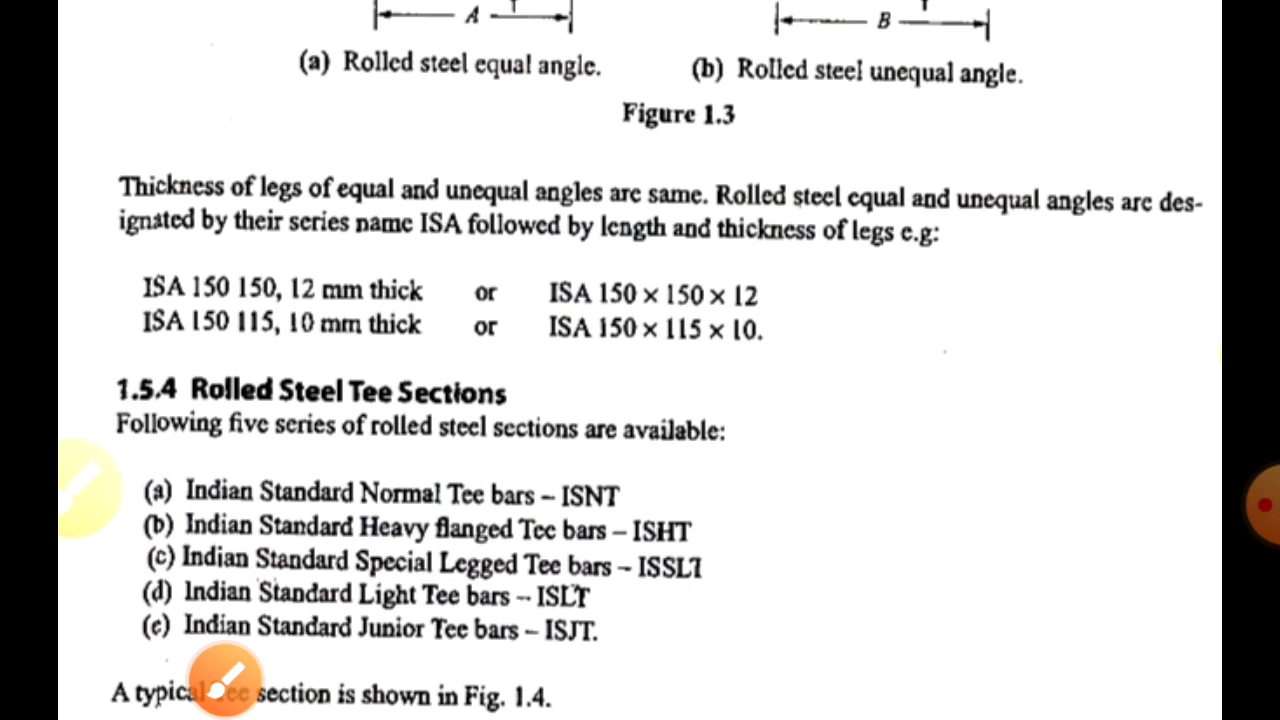 A
B
(a) Rolled steel equal angle.
(b) Rolled steel unequal angle.
Figure 1.3
Thickness of legs of equal and unequal angles are same. Rolled steel equal and unequal angles are des-
ignated by their series name ISA followed by length and thickness of legs e.g:
ISA 150 150, 12 mm thick or ISA 150 × 150 × 12
ISA 150 115, 10 mm thick or ISA 150 × 115 × 10.
1.5.4 Rolled Steel Tee Sections
Following five series of rolled steel sections are available:
(a) Indian Standard Normal Tee bars – ISNT
(b) Indian Standard Heavy flanged Tee bars – ISHT
(c) Indian Standard Special Legged Tee bars – ISSLT
(d) Indian Standard Light Tee bars -- ISLT
(e) Indian Standard Junior Tee bars – ISJT.
A typical Tee section is shown in Fig. 1.4.